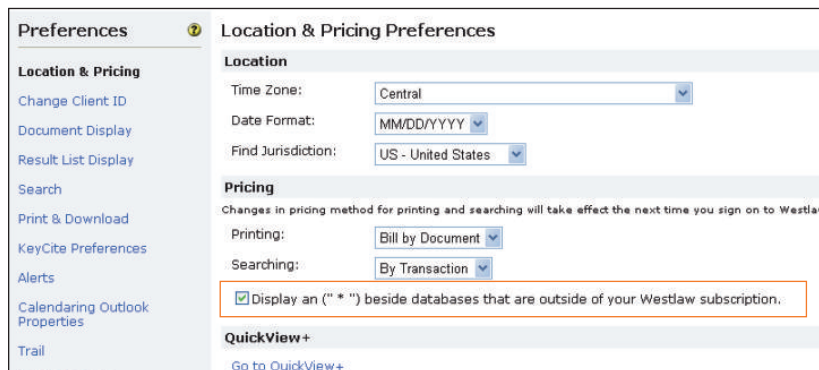 Preferences
Location & Pricing
Change Client ID
Document Display
Result List Display
Search
Print & Download
KeyCite Preferences
Alerts
Calendaring Outlook
Properties
Trail
Location & Pricing Preferences
Location
Time Zone: Central
Date Format: MM/DD/YYYY
Find Jurisdiction: US - United States
Pricing
Changes in pricing method for printing and searching will take effect the next time you sign on to Westla
Printing: Bill by Document
Searching: By Transaction
Display an (" * ") beside databases that are outside of your Westlaw subscription.
QuickView+
Go to QuickView+